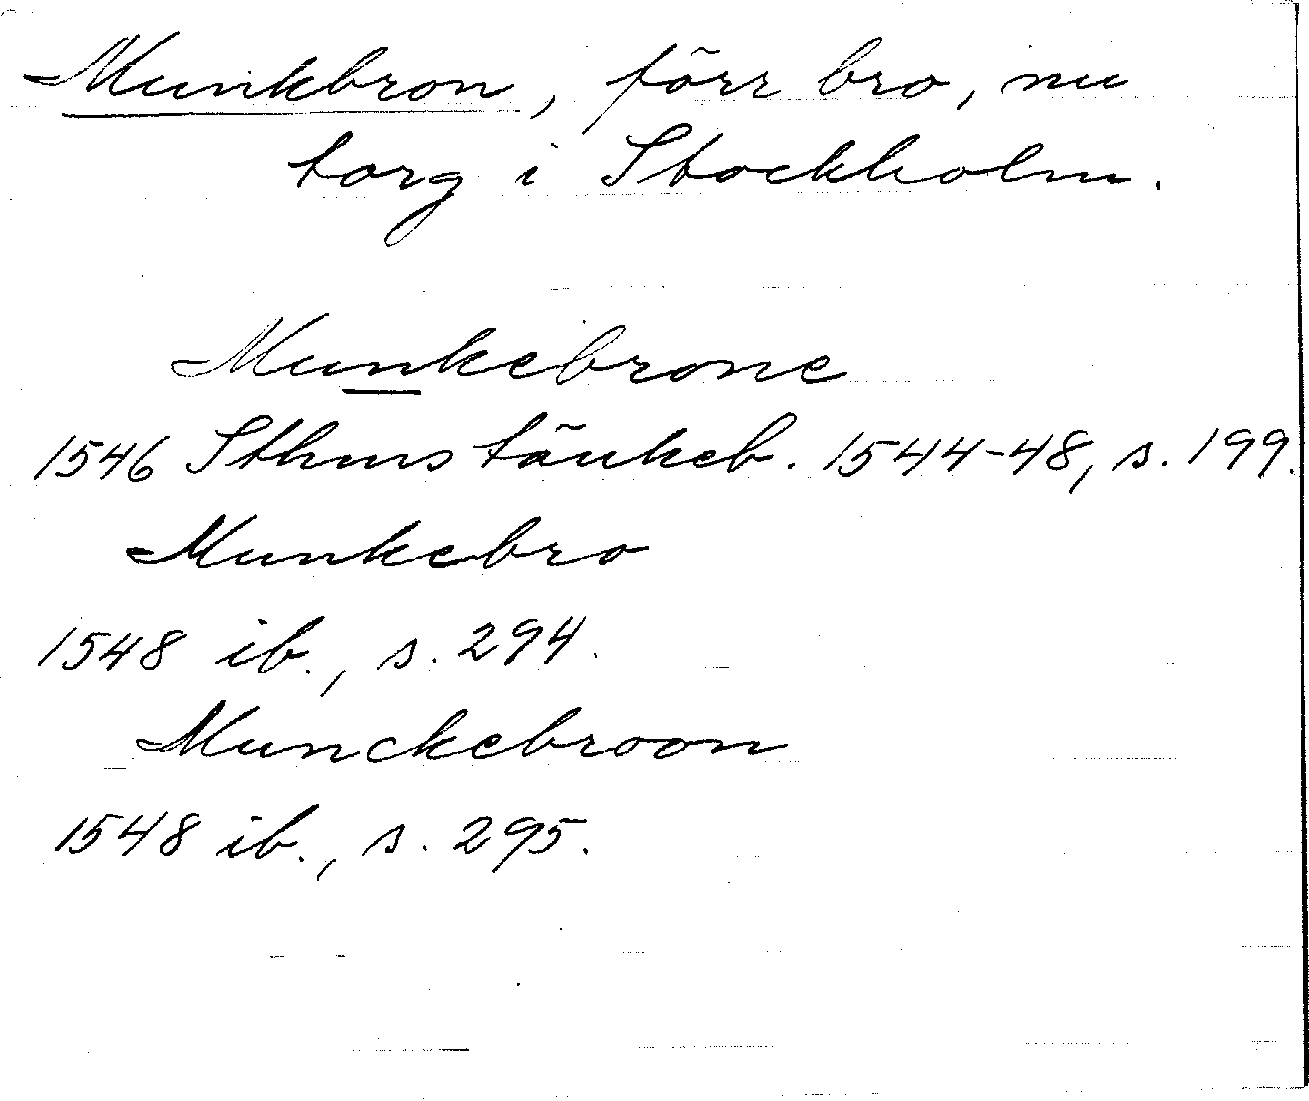 Munkbron, förr bro, nu
torg i Stockholm.
Munkebrone
1546 Sthms tänkeb. 1544-48, s. 199.
Munkebro
1548 ib., s. 294.
Munckebroon
1548 ib., s. 295.